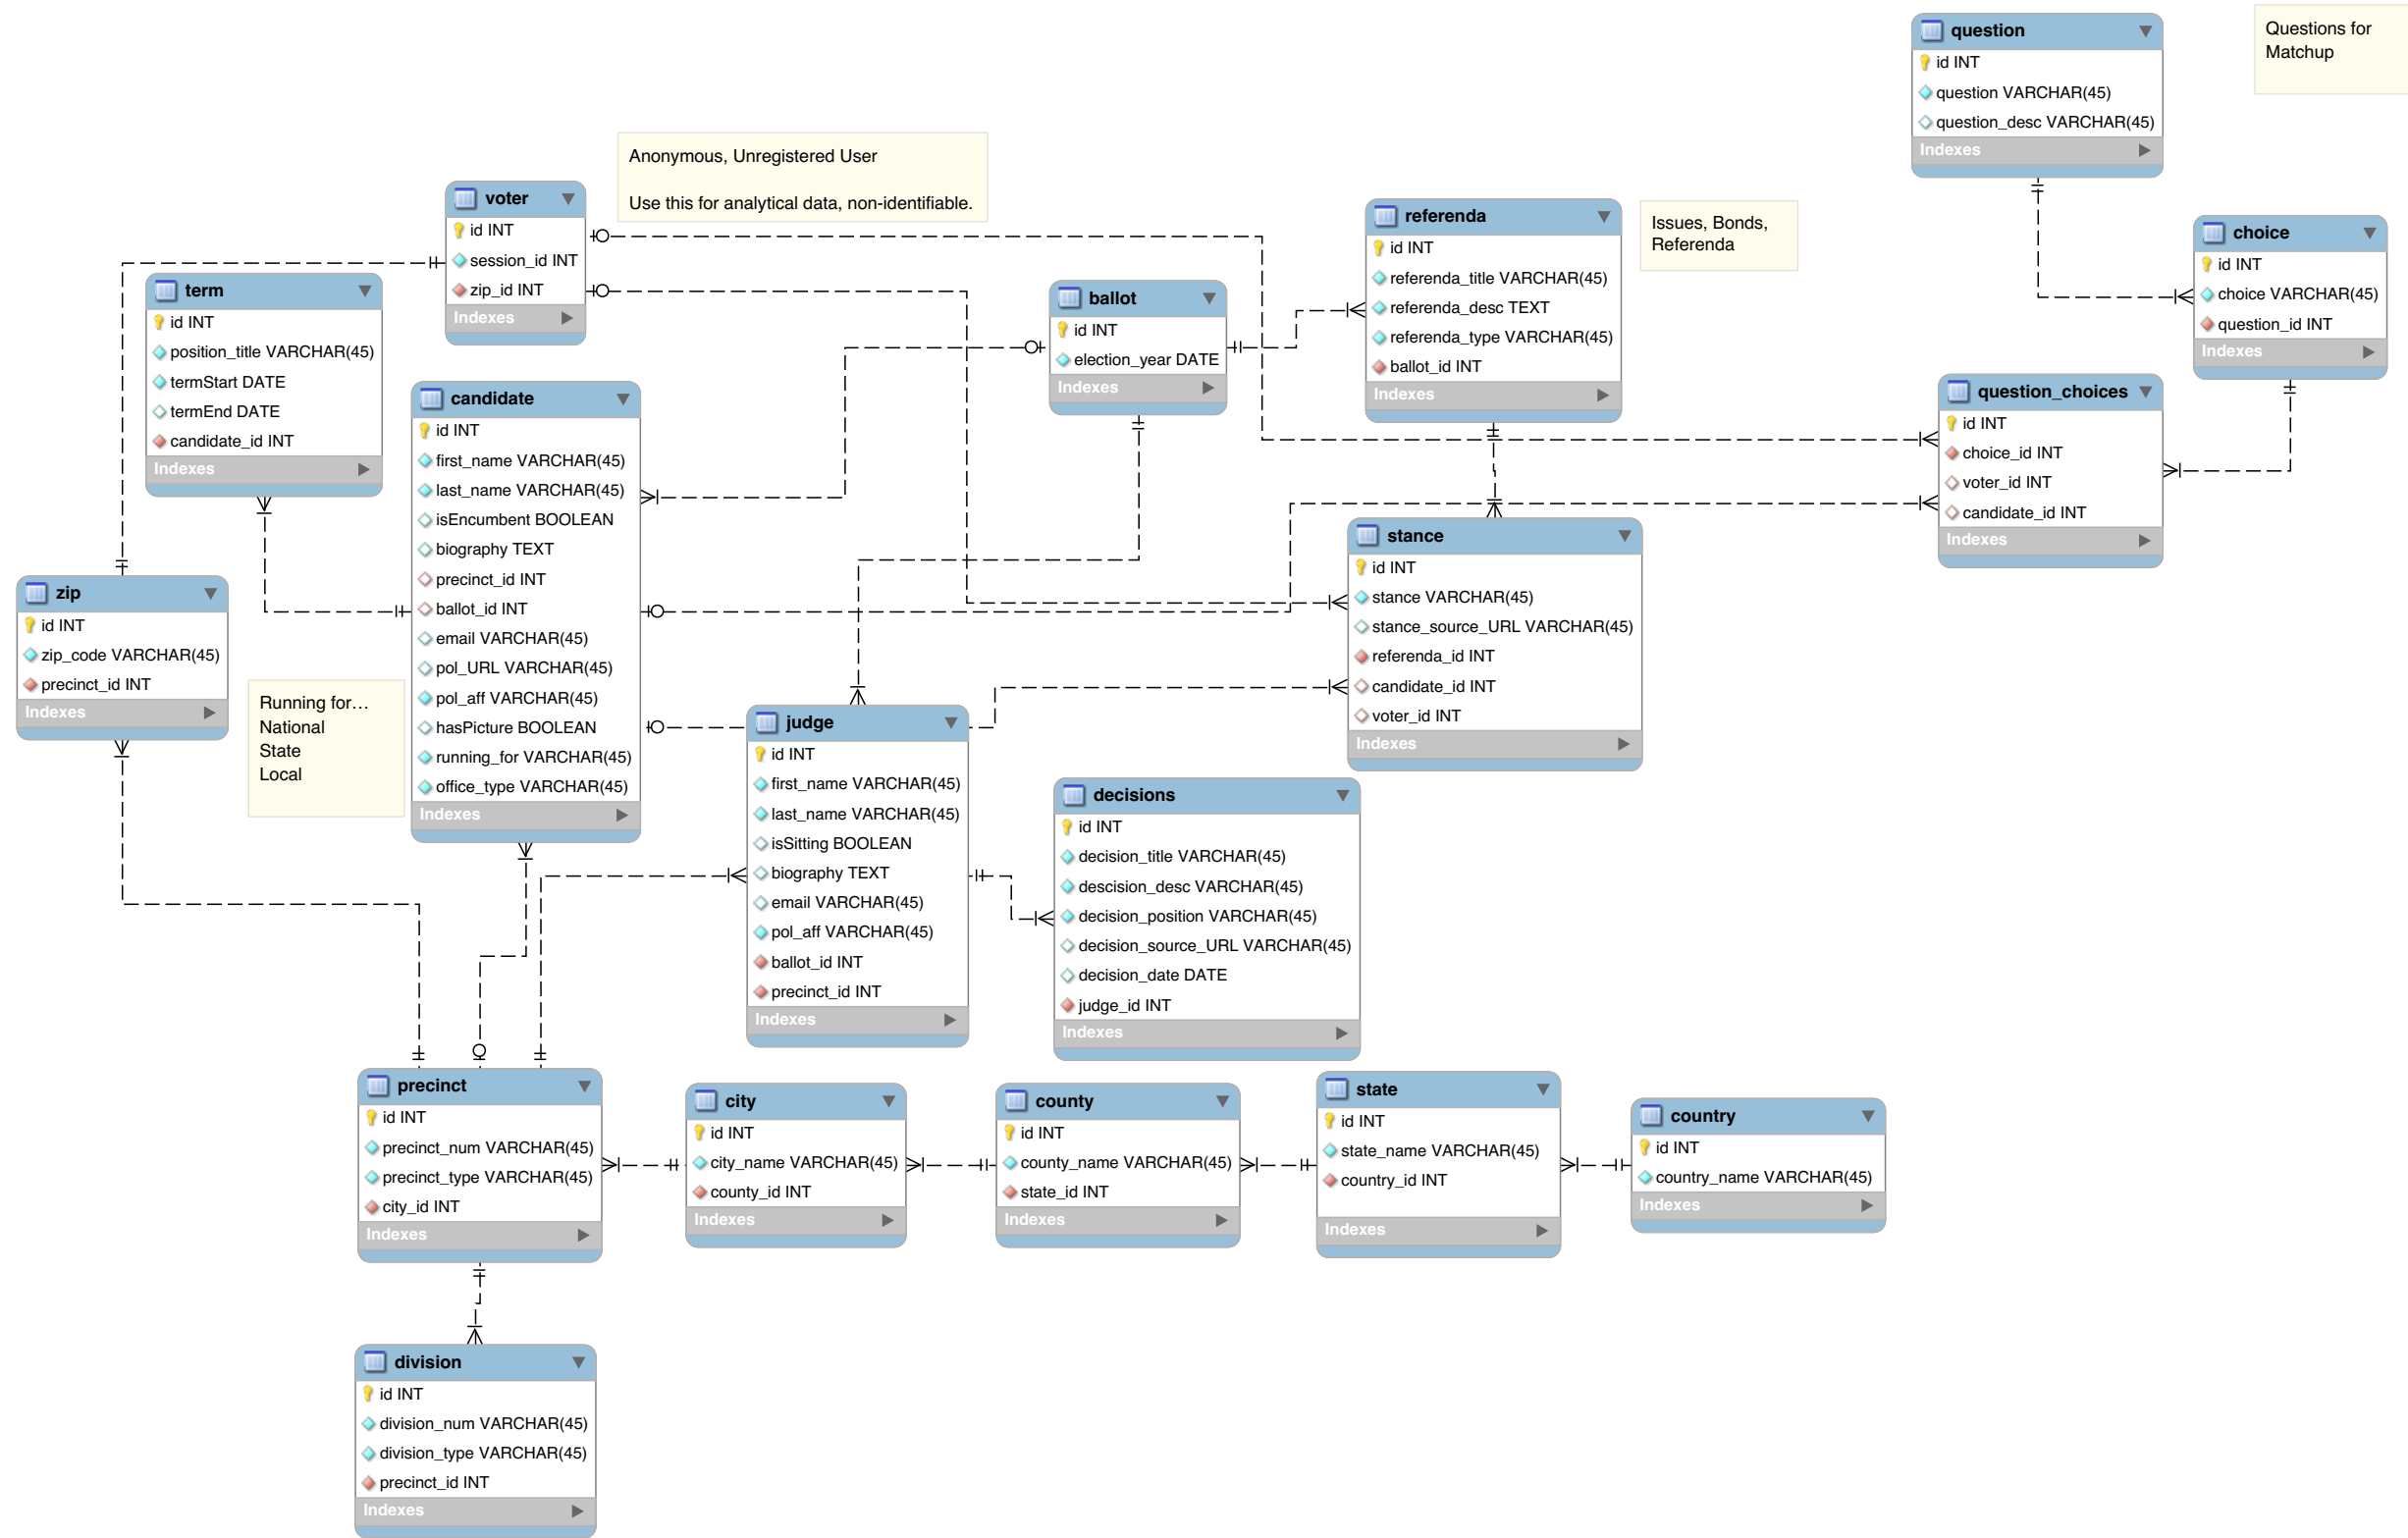 question
id INT
question VARCHAR(45)
question_desc VARCHAR(45)
Indexes
Questions for
Matchup
Anonymous, Unregistered User
Use this for analytical data, non-identifiable.
voter
id INT
session_id INT
zip_id INT
Indexes
referenda
id INT
referenda_title VARCHAR(45)
referenda_desc TEXT
referenda_type VARCHAR(45)
ballot_id INT
Indexes
Issues, Bonds,
Referenda
choice
id INT
choice VARCHAR(45)
question_id INT
Indexes
term
id INT
position_title VARCHAR(45)
termStart DATE
termEnd DATE
candidate_id INT
Indexes
ballot
id INT
election_year DATE
Indexes
candidate
id INT
first_name VARCHAR(45)
last_name VARCHAR(45)
isEncumbent BOOLEAN
biography TEXT
precinct_id INT
ballot_id INT
email VARCHAR(45)
pol_URL VARCHAR(45)
pol_aff VARCHAR(45)
hasPicture BOOLEAN
running_for VARCHAR(45)
office_type VARCHAR(45)
Indexes
question_choices
id INT
choice_id INT
voter_id INT
candidate_id INT
Indexes
stance
id INT
stance VARCHAR(45)
stance_source_URL VARCHAR(45)
referenda_id INT
candidate_id INT
voter_id INT
Indexes
zip
id INT
zip_code VARCHAR(45)
precinct_id INT
Indexes
Running for…
National
State
Local
judge
id INT
first_name VARCHAR(45)
last_name VARCHAR(45)
isSitting BOOLEAN
biography TEXT
email VARCHAR(45)
pol_aff VARCHAR(45)
ballot_id INT
precinct_id INT
Indexes
decisions
id INT
decision_title VARCHAR(45)
descision_desc VARCHAR(45)
decision_position VARCHAR(45)
decision_source_URL VARCHAR(45)
decision_date DATE
judge_id INT
Indexes
precinct
id INT
precinct_num VARCHAR(45)
precinct_type VARCHAR(45)
city_id INT
Indexes
city
id INT
city_name VARCHAR(45)
county_id INT
Indexes
county
id INT
county_name VARCHAR(45)
state_id INT
Indexes
state
id INT
state_name VARCHAR(45)
country_id INT
Indexes
country
id INT
country_name VARCHAR(45)
Indexes
division
id INT
division_num VARCHAR(45)
division_type VARCHAR(45)
precinct_id INT
Indexes